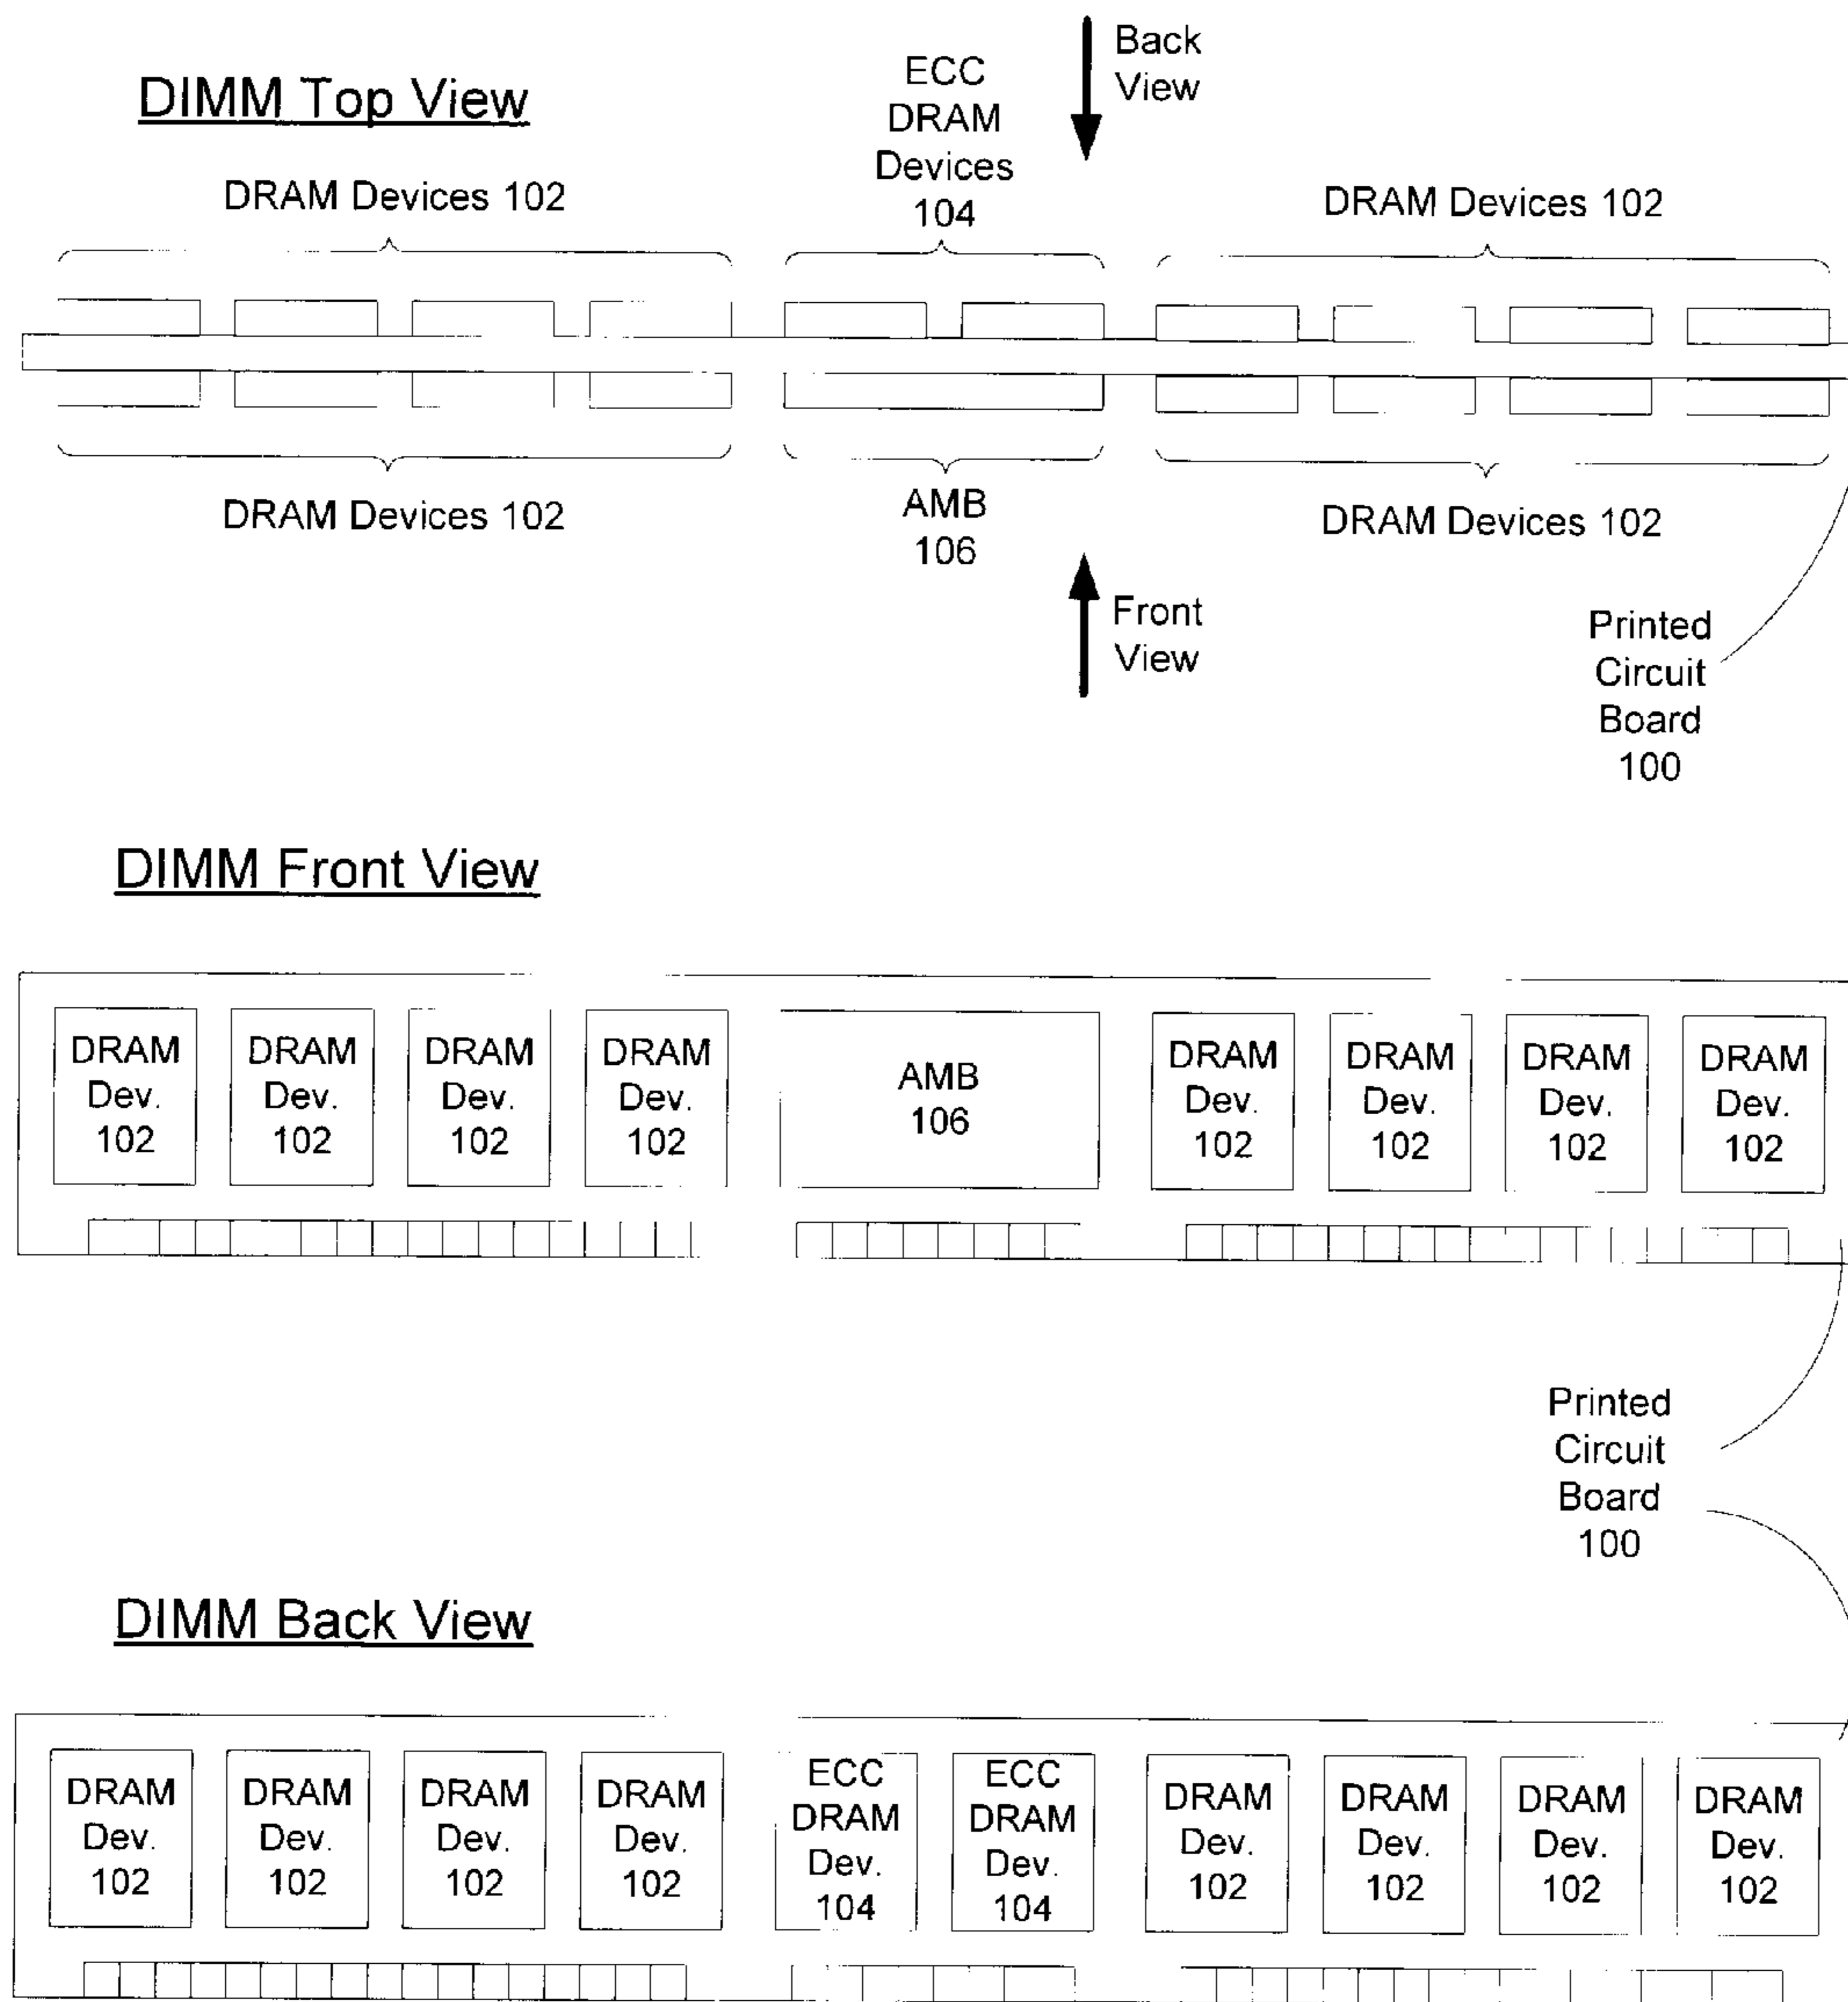 DIMM Top View
Back
View
ECC
DRAM
Devices
104
DRAM Devices 102
DRAM Devices 102
DRAM Devices 102
AMB
106
DRAM Devices 102
Front
View
Printed
Circuit
Board
100
DIMM Front View
DRAM
Dev.
102
DRAM
Dev.
102
DRAM
Dev.
102
DRAM
Dev.
102
AMB
106
DRAM
Dev.
102
DRAM
Dev.
102
DRAM
Dev.
102
DRAM
Dev.
102
Printed
Circuit
Board
100
DIMM Back View
DRAM
Dev.
102
DRAM
Dev.
102
DRAM
Dev.
102
DRAM
Dev.
102
ECC
DRAM
Dev.
104
ECC
DRAM
Dev.
104
DRAM
Dev.
102
DRAM
Dev.
102
DRAM
Dev.
102
DRAM
Dev.
102